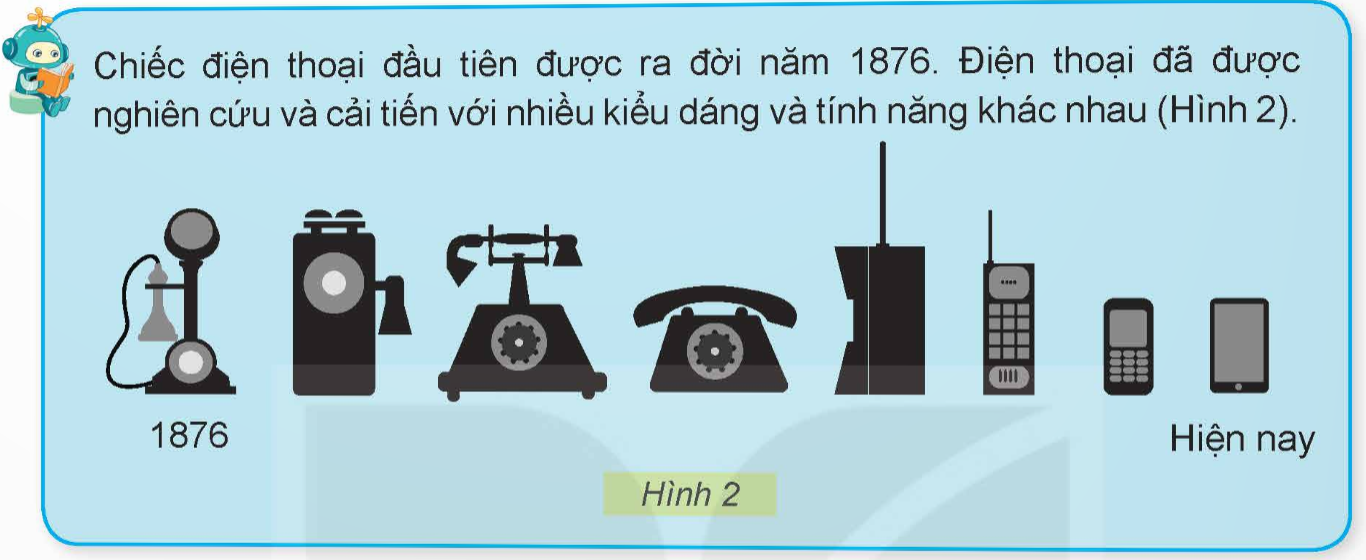 Chiếc điện thoại đầu tiên được ra đời năm 1876. Điện thoại đã được
nghiên cứu và cải tiến với nhiều kiểu dáng và tính năng khác nhau (Hình 2).
1876
Hiện nay
Hình 2